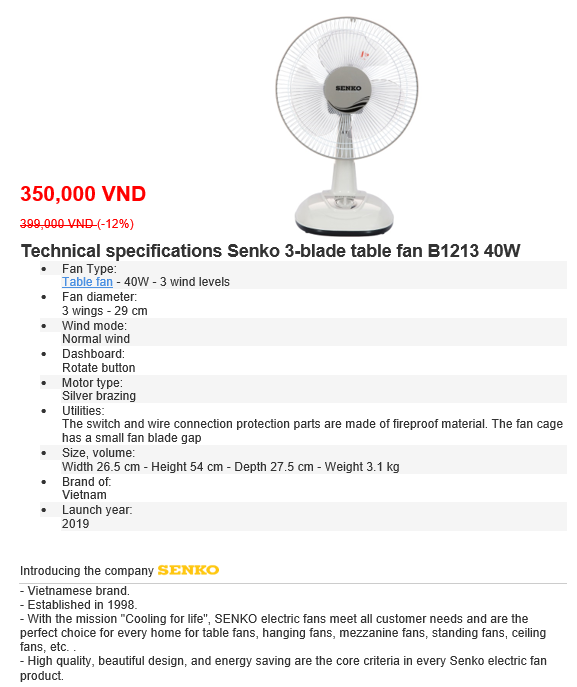 SENKO
350,000 VND
399,000 VND (-12%)
Technical specifications Senko 3-blade table fan B1213 40W
• Fan Type:
Table fan - 40W - 3 wind levels
• Fan diameter:
3 wings - 29 cm
• Wind mode:
Normal wind
• Dashboard:
Rotate button
• Motor type:
Silver brazing
• Utilities:
The switch and wire connection protection parts are made of fireproof material. The fan cage
has a small fan blade gap
• Size, volume:
Width 26.5 cm - Height 54 cm - Depth 27.5 cm - Weight 3.1 kg
• Brand of:
Vietnam
• Launch year:
2019
Introducing the company SENKO
- Vietnamese brand.
- Established in 1998.
- With the mission "Cooling for life", SENKO electric fans meet all customer needs and are the
perfect choice for every home for table fans, hanging fans, mezzanine fans, standing fans, ceiling
fans, etc. .
- High quality, beautiful design, and energy saving are the core criteria in every Senko electric fan
product.